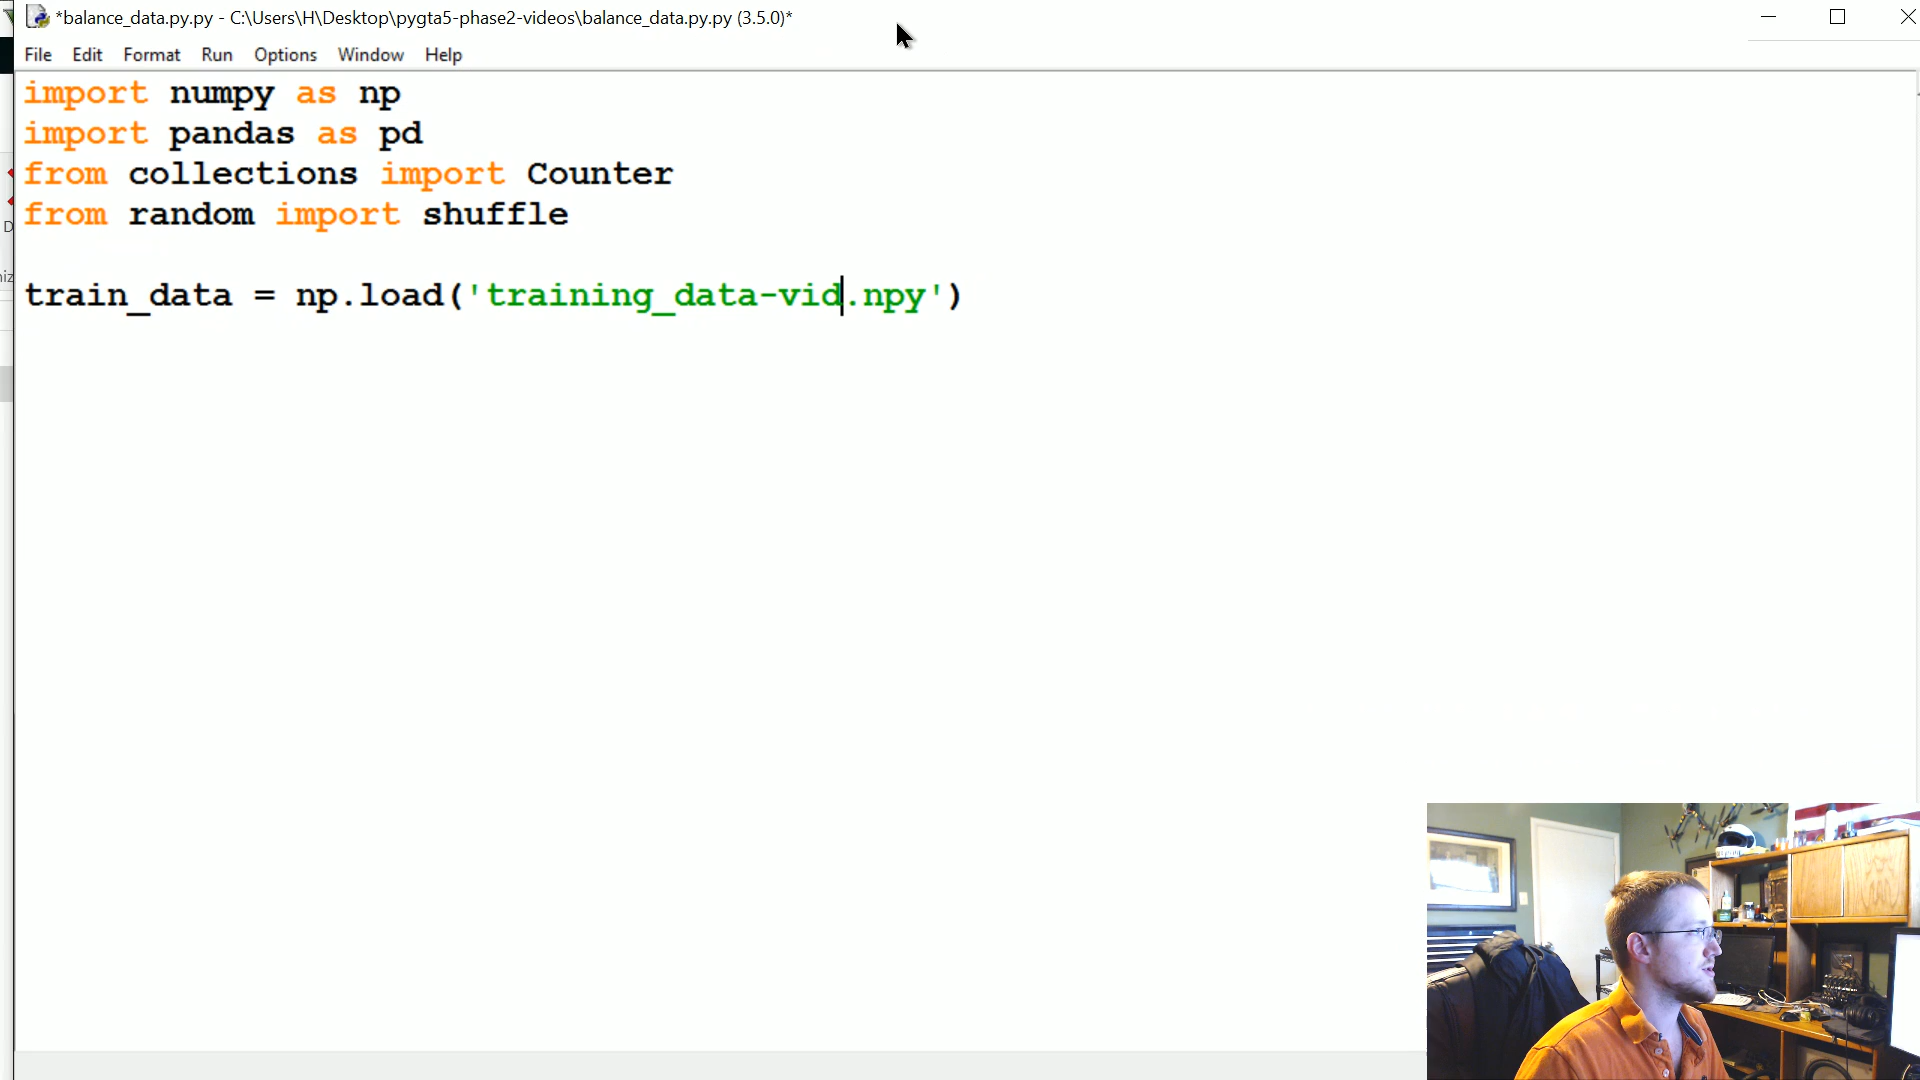 *balance_data.py.py - C:\Users\H\Desktop\pygta5-phase2-videos\balance_data.py.py (3.5.0)*
File Edit Format Run Options Window Help
import numpy as np
import pandas as pd
from collections import Counter
from random import shuffle
train_data = np.load('training_data-vid.npy')